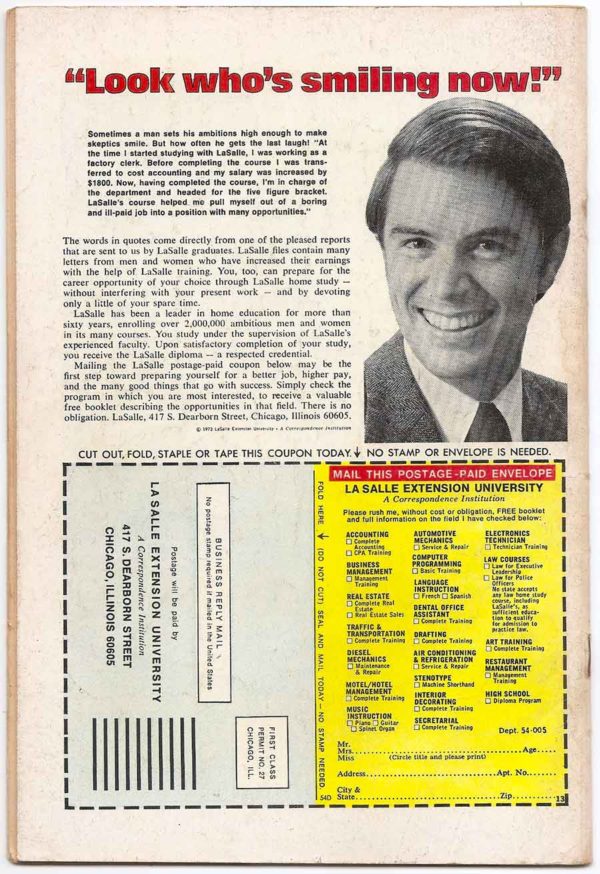 “Look who's smiling now!”
Sometimes a man sets his ambitions high enough to make
skeptics smile. But how often he gets the last laugh! “At
the time I started studying with LaSalle, I was working as a
factory clerk. Before completing the course I was trans-
ferred to cost accounting and my salary was increased by
$1800. Now, having completed the course, I'm in charge of
the department and headed for the five figure bracket.
LaSalle's course helped me pull myself out of a boring
and ill-paid job into a position with many opportunities.”
The words in quotes come directly from one of the pleased reports
that are sent to us by LaSalle graduates. LaSalle files contain many
letters from men and women who have increased their earnings
with the help of LaSalle training. You, too, can prepare for the
career opportunity of your choice through LaSalle home study —
without interfering with your present work — and by devoting
only a little of your spare time.
LaSalle has been a leader in home education for more than
sixty years, enrolling over 2,000,000 ambitious men and women
in its many courses. You study under the supervision of LaSalle's
experienced faculty. Upon satisfactory completion of your study,
you receive the LaSalle diploma — a respected credential.
Mailing the LaSalle postage-paid coupon below may be the
first step toward preparing yourself for a better job, higher pay,
and the many good things that go with success. Simply check the
program in which you are most interested, to receive a valuable
free booklet describing the opportunities in that field. There is no
obligation. LaSalle, 417 S. Dearborn Street, Chicago, Illinois 60605.
© 1972 LaSalle Extension University • A Correspondence Institution
CUT OUT, FOLD, STAPLE OR TAPE THIS COUPON TODAY. ↓ NO STAMP OR ENVELOPE IS NEEDED.
FIRST CLASS
PERMIT NO. 27
CHICAGO, ILL.
BUSINESS REPLY MAIL
No postage stamp required if mailed in the United States
Postage will be paid by
LA SALLE EXTENSION UNIVERSITY
A Correspondence Institution
417 S. DEARBORN STREET
CHICAGO, ILLINOIS 60605
FOLD HERE ↓ (DO NOT CUT) SEAL AND MAIL TODAY — NO STAMP NEEDED.
54D
MAIL THIS POSTAGE-PAID ENVELOPE
LA SALLE EXTENSION UNIVERSITY
A Correspondence Institution
Please rush me, without cost or obligation, FREE booklet
and full information on the field I have checked below:
ACCOUNTING
☐ Complete
Accounting
☐ CPA Training
BUSINESS
MANAGEMENT
☐ Management
Training
REAL ESTATE
☐ Complete Real
Estate
☐ Real Estate Sales
TRAFFIC &
TRANSPORTATION
☐ Complete Training
DIESEL
MECHANICS
☐ Maintenance
& Repair
MOTEL/HOTEL
MANAGEMENT
☐ Complete Training
MUSIC
INSTRUCTION
☐ Piano ☐ Guitar
☐ Spinet Organ
AUTOMOTIVE
MECHANICS
☐ Service & Repair
COMPUTER
PROGRAMMING
☐ Basic Training
LANGUAGE
INSTRUCTION
☐ French ☐ Spanish
DENTAL OFFICE
ASSISTANT
☐ Complete Training
DRAFTING
☐ Complete Training
AIR CONDITIONING
& REFRIGERATION
☐ Service & Repair
STENOTYPE
☐ Machine Shorthand
INTERIOR
DECORATING
☐ Complete Training
SECRETARIAL
☐ Complete Training
ELECTRONICS
TECHNICIAN
☐ Technician Training
LAW COURSES
☐ Law for Executive
Leadership
☐ Law for Police
Officers
No state accepts
any law home study
course, including
LaSalle's, as
sufficient educa-
tion to qualify
for admission to
practice law.
ART TRAINING
☐ Complete Training
RESTAURANT
MANAGEMENT
☐ Management
Training
HIGH SCHOOL
☐ Diploma Program
Dept. 54-005
Mr.
Mrs. Age
Miss (Circle title and please print)
Address Apt. No.
City &
State Zip
13